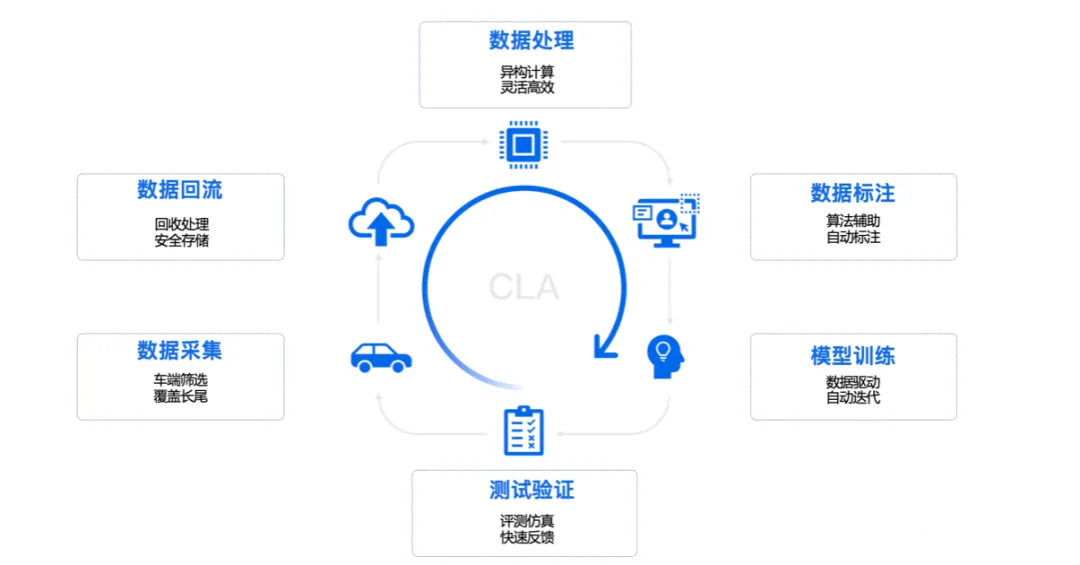 数据处理
异构计算
灵活高效
数据回流
回收处理
安全存储
数据标注
算法辅助
自动标注
CLA
数据采集
车端筛选
覆盖长尾
模型训练
数据驱动
自动迭代
测试验证
评测仿真
快速反馈